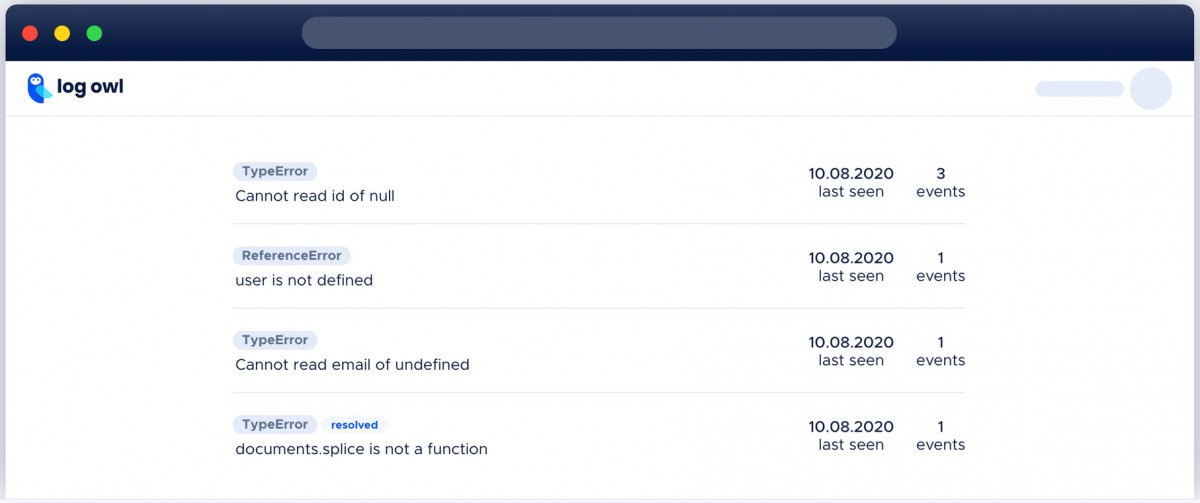 log owl
TypeError
Cannot read id of null
10.08.2020
last seen
3
events
ReferenceError
user is not defined
10.08.2020
last seen
1
events
TypeError
Cannot read email of undefined
10.08.2020
last seen
1
events
TypeError resolved
documents.splice is not a function
10.08.2020
last seen
1
events